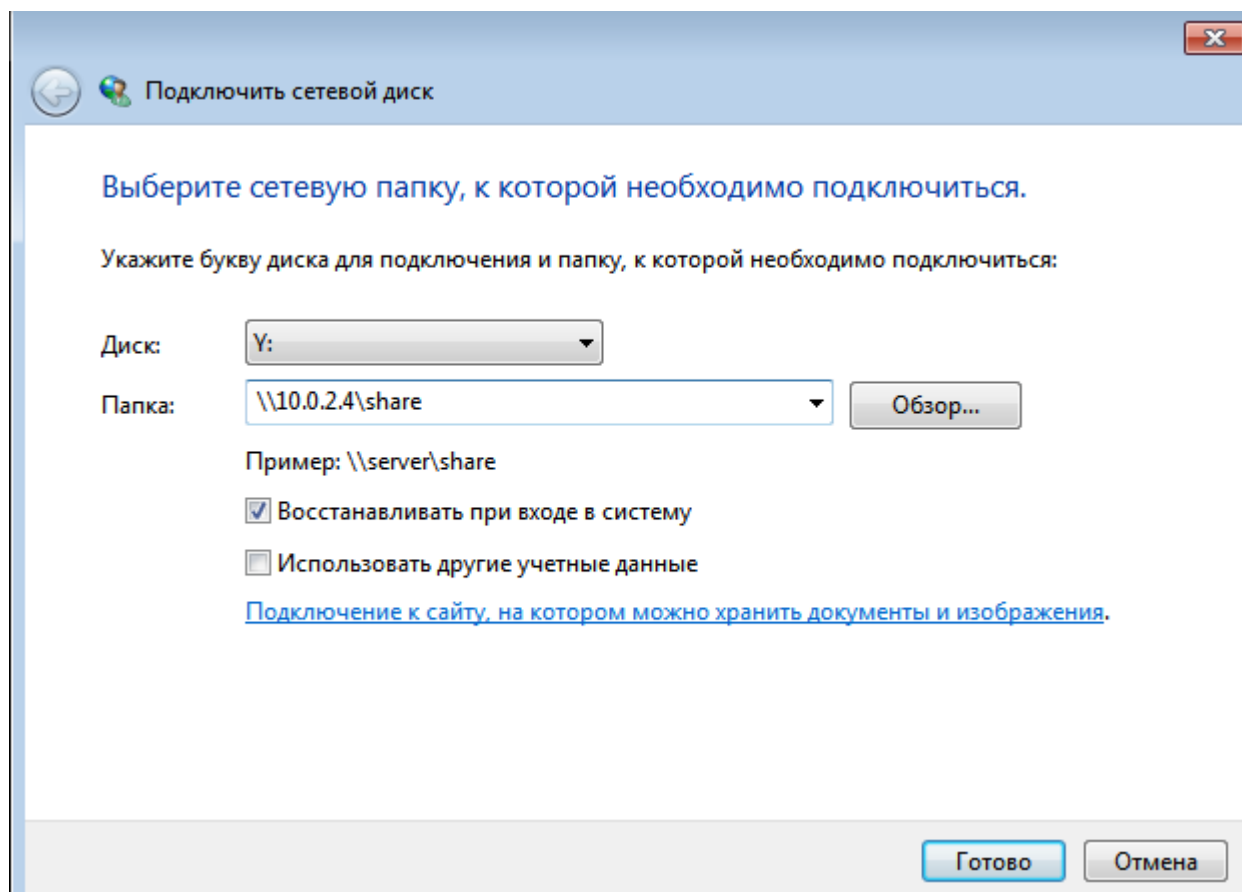 Подключить сетевой диск
Выберите сетевую папку, к которой необходимо подключиться.
Укажите букву диска для подключения и папку, к которой необходимо подключиться:
Диск: Y:
Папка: \\10.0.2.4\share Обзор...
Пример: \\server\share
Восстанавливать при входе в систему
Использовать другие учетные данные
Подключение к сайту, на котором можно хранить документы и изображения.
Готово Отмена